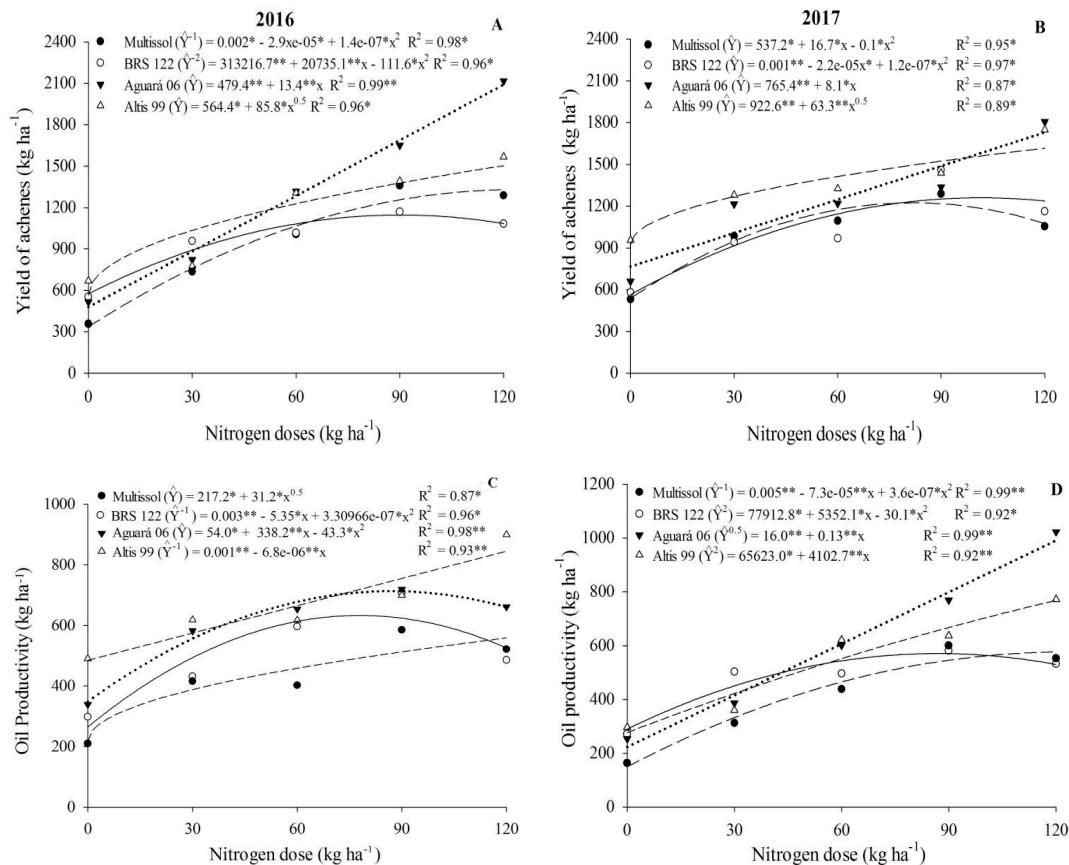 2016
A
Multissol (Ŷ⁻¹) = 0.002* - 2.9xe-05* + 1.4e-07*x² R² = 0.98*
BRS 122 (Ŷ⁻²) = 313216.7** + 20735.1**x - 111.6*x² R² = 0.96*
Aguará 06 (Ŷ) = 479.4** + 13.4**x R² = 0.99**
Altis 99 (Ŷ) = 564.4* + 85.8*x⁰·⁵ R² = 0.96*
Yield of achenes (kg ha⁻¹)
2400
2100
1800
1500
1200
900
600
300
0
0 30 60 90 120
Nitrogen doses (kg ha⁻¹)
2017
B
Multissol (Ŷ) = 537.2* + 16.7*x - 0.1*x² R² = 0.95*
BRS 122 (Ŷ) = 0.001** - 2.2e-05x* + 1.2e-07*x² R² = 0.97*
Aguará 06 (Ŷ) = 765.4** + 8.1*x R² = 0.87*
Altis 99 (Ŷ) = 922.6** + 63.3**x⁰·⁵ R² = 0.89*
Yield of achenes (kg ha⁻¹)
2400
2100
1800
1500
1200
900
600
300
0
0 30 60 90 120
Nitrogen doses (kg ha⁻¹)
C
Multissol (Ŷ) = 217.2* + 31.2*x⁰·⁵ R² = 0.87*
BRS 122 (Ŷ⁻¹) = 0.003** - 5.35*x + 3.30966e-07*x² R² = 0.96*
Aguará 06 (Ŷ) = 54.0* + 338.2**x - 43.3*x² R² = 0.98**
Altis 99 (Ŷ⁻¹) = 0.001** - 6.8e-06**x R² = 0.93**
Oil Productivity (kg ha⁻¹)
1000
800
600
400
200
0
0 30 60 90 120
Nitrogen dose (kg ha⁻¹)
D
Multissol (Ŷ⁻¹) = 0.005** - 7.3e-05**x + 3.6e-07*x² R² = 0.99**
BRS 122 (Ŷ²) = 77912.8* + 5352.1*x - 30.1*x² R² = 0.92*
Aguará 06 (Ŷ⁰·⁵) = 16.0** + 0.13**x R² = 0.99**
Altis 99 (Ŷ²) = 65623.0* + 4102.7**x R² = 0.92**
Oil productivity (kg ha⁻¹)
1200
1000
800
600
400
200
0
0 30 60 90 120
Nitrogen dose (kg ha⁻¹)